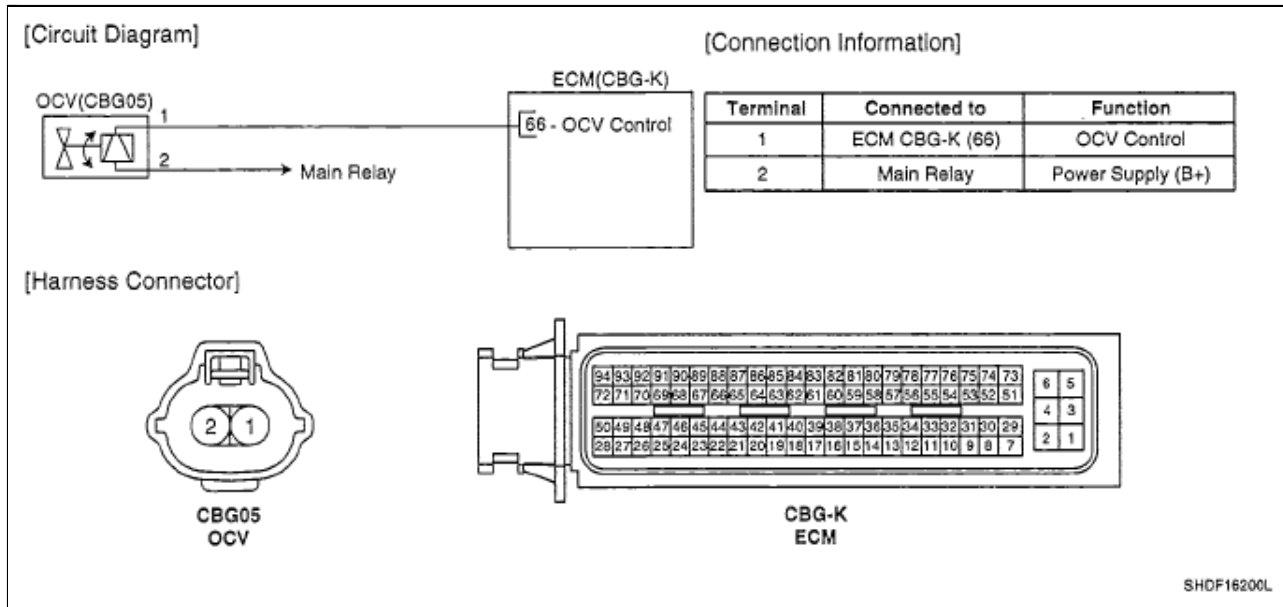 [Circuit Diagram]
[Connection Information]
ECM(CBG-K)
OCV(CBG05)
1
66 - OCV Control
2
Main Relay
Terminal Connected to Function
1 ECM CBG-K (66) OCV Control
2 Main Relay Power Supply (B+)
[Harness Connector]
94 93 92 91 90 89 88 87 86 85 84 83 82 81 80 79 78 77 76 75 74 73
72 71 70 69 68 67 66 65 64 63 62 61 60 59 58 57 56 55 54 53 52 51
6 5
4 3
2 1
50 49 48 47 46 45 44 43 42 41 40 39 38 37 36 35 34 33 32 31 30 29
28 27 26 25 24 23 22 21 20 19 18 17 16 15 14 13 12 11 10 9 8 7
2 1
CBG05
OCV
CBG-K
ECM
SHDF16200L